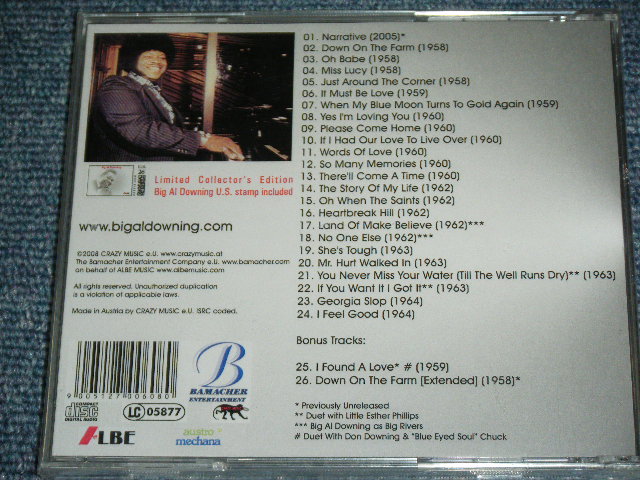 01. Narrative (2005)*
02. Down On The Farm (1958)
03. Oh Babe (1958)
04. Miss Lucy (1958)
05. Just Around The Corner (1958)
06. It Must Be Love (1959)
07. When My Blue Moon Turns To Gold Again (1959)
08. Yes I'm Loving You (1960)
09. Please Come Home (1960)
10. If I Had Our Love To Live Over (1960)
11. Words Of Love (1960)
12. So Many Memories (1960)
13. There'll Come A Time (1960)
14. The Story Of My Life (1962)
15. Oh When The Saints (1962)
16. Heartbreak Hill (1962)
17. Land Of Make Believe (1962)***
18. No One Else (1962)***
19. She's Tough (1963)
20. Mr. Hurt Walked In (1963)
21. You Never Miss Your Water (Till The Well Runs Dry)** (1963)
22. If You Want It I Got It** (1963)
23. Georgia Slop (1964)
24. I Feel Good (1964)
Bonus Tracks:
25. I Found A Love* # (1959)
26. Down On The Farm [Extended] (1958)*
* Previously Unreleased
** Duet with Little Esther Phillips
*** Big Al Downing as Big Rivers
# Duet With Don Downing & "Blue Eyed Soul" Chuck
Limited Collector's Edition
Big Al Downing U.S. stamp included
www.bigaldowning.com
©2008 CRAZY MUSIC e.U. www.crazymusic.at
The Bamacher Entertainment Company e.U. www.bamacher.com
on behalf of ALBE MUSIC www.albemusic.com
All rights reserved. Unauthorized duplication
is a violation of applicable laws.
Made in Austria by CRAZY MUSIC e.U. ISRC coded.
9 005127 006080
COMPACT
disc
DIGITAL AUDIO
LC 05877
B
BAMACHER
ENTERTAINMENT
ALBE
austro
mechana